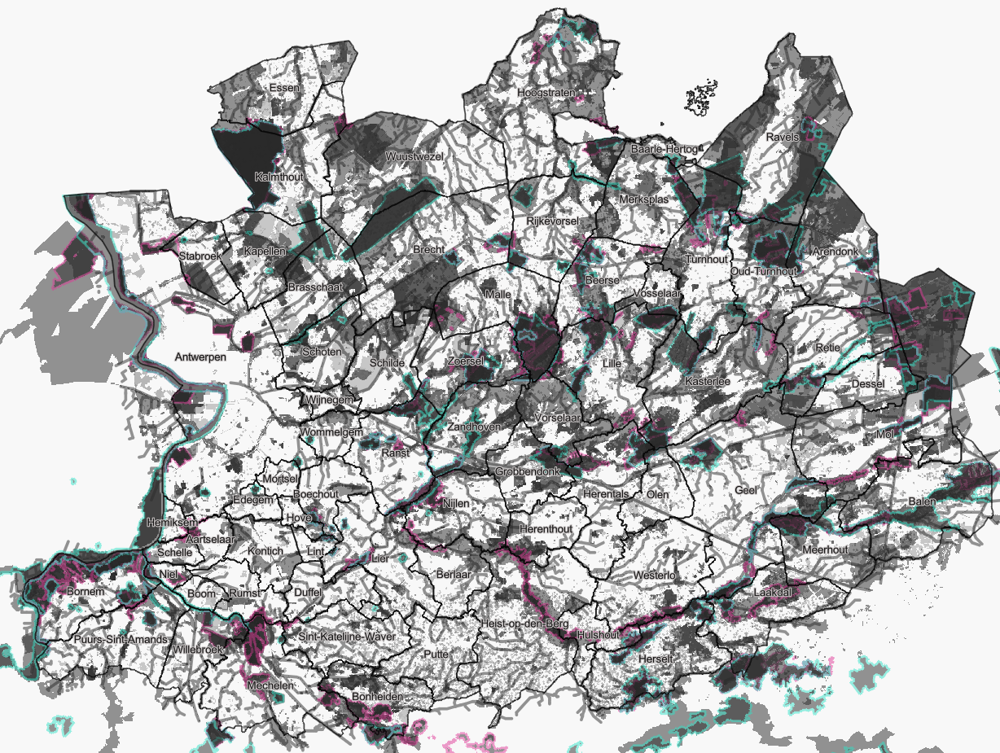 Essen
Hoogstraten
Ravels
Baarle-Hertog
Wuustwezel
Kalmthout
Merksplas
Rijkevorsel
Stabroek
Kapellen
Brecht
Turnhout
Arendonk
Oud-Turnhout
Beerse
Brasschaat
Malle
Vosselaar
Antwerpen
Schoten
Schilde
Zoersel
Lille
Retie
Kasterlee
Dessel
Wijnegem
Vorselaar
Zandhoven
Wommelgem
Mol
Ranst
Grobbendonk
Mortsel
Boechout
Herentals
Olen
Geel
Edegem
Nijlen
Balen
Hemiksem
Hove
Herenthout
Aartselaar
Schelle
Kontich
Lint
Lier
Meerhout
Niel
Berlaar
Westerlo
Bornem
Boom
Rumst
Duffel
Laakdal
Heist-op-den-Berg
Puurs-Sint-Amands
Sint-Katelijne-Waver
Hulshout
Willebroek
Putte
Herselt
Mechelen
Bonheiden